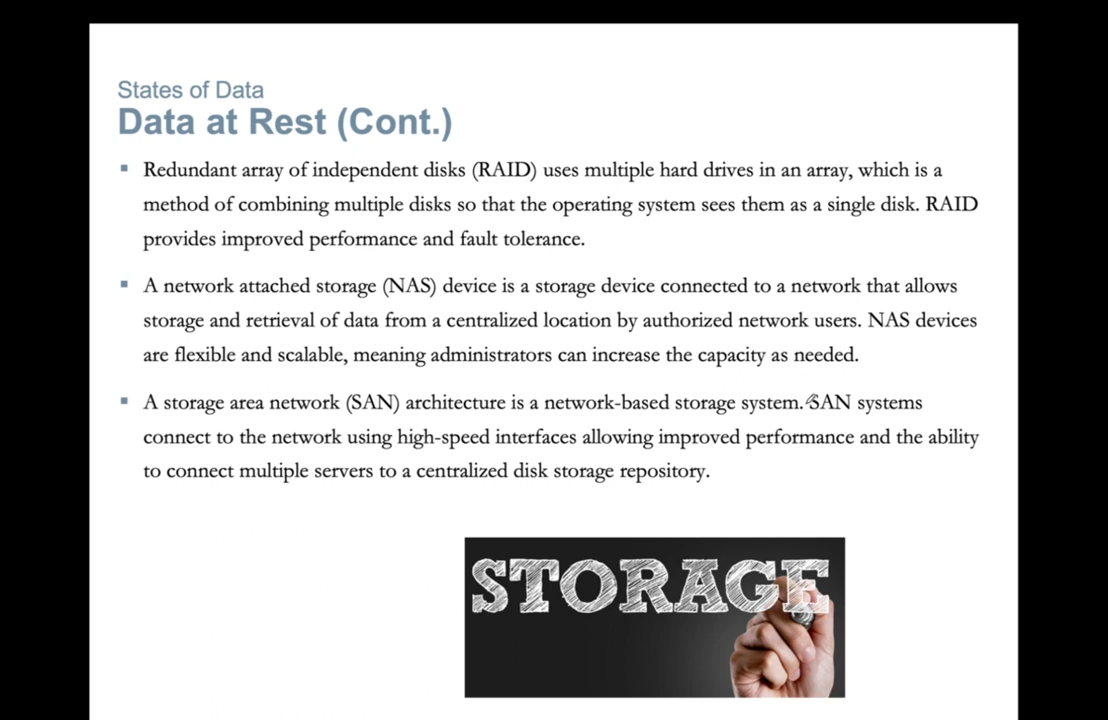 States of Data
Data at Rest (Cont.)
▪ Redundant array of independent disks (RAID) uses multiple hard drives in an array, which is a
method of combining multiple disks so that the operating system sees them as a single disk. RAID
provides improved performance and fault tolerance.
▪ A network attached storage (NAS) device is a storage device connected to a network that allows
storage and retrieval of data from a centralized location by authorized network users. NAS devices
are flexible and scalable, meaning administrators can increase the capacity as needed.
▪ A storage area network (SAN) architecture is a network-based storage system. SAN systems
connect to the network using high-speed interfaces allowing improved performance and the ability
to connect multiple servers to a centralized disk storage repository.
STORAGE